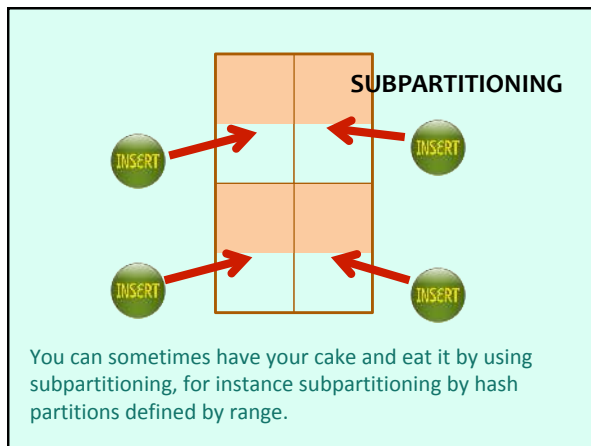 SUBPARTITIONING
INSERT
INSERT
INSERT
INSERT
You can sometimes have your cake and eat it by using
subpartitioning, for instance subpartitioning by hash
partitions defined by range.